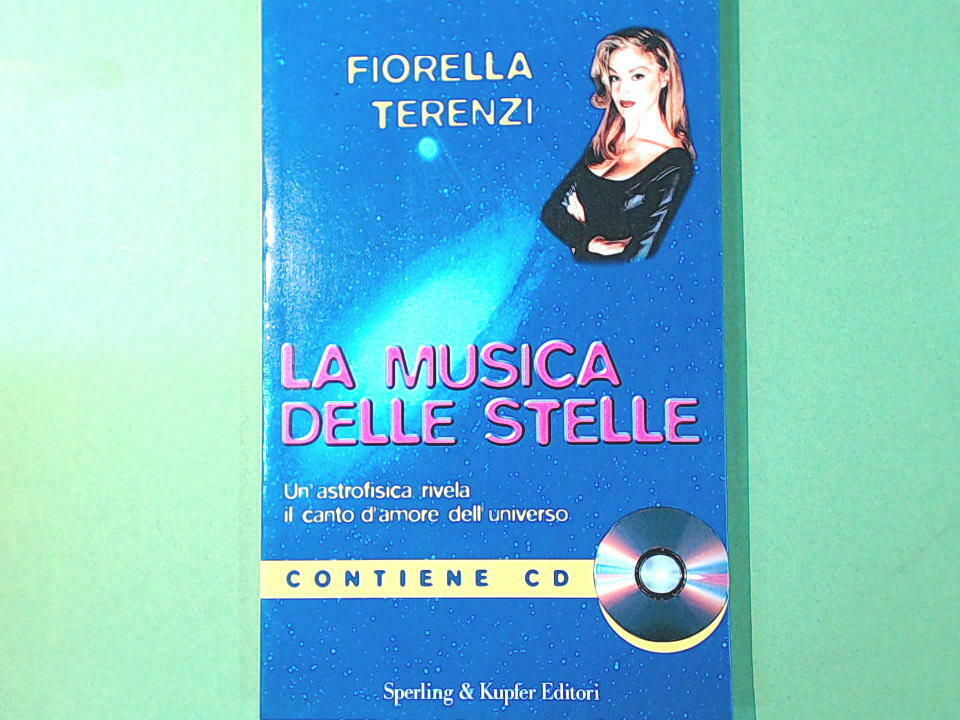 FIORELLA
TERENZI
LA MUSICA
DELLE STELLE
Un'astrofisica rivela
il canto d'amore dell'universo
CONTIENE CD
Sperling & Kupfer Editori